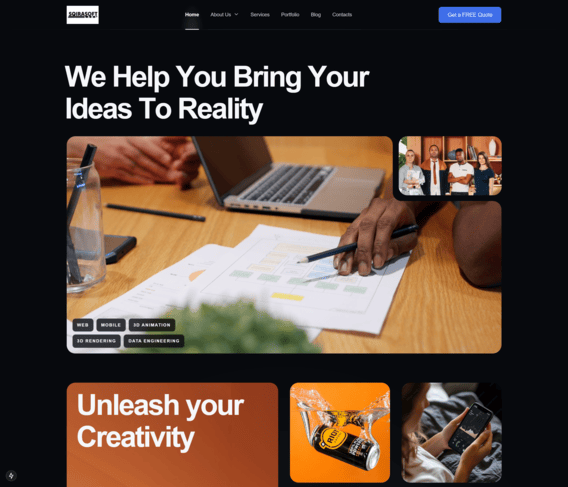 SQIRASOFT
Home
About Us
Services
Portfolio
Blog
Contacts
Get a FREE Quote
We Help You Bring Your
Ideas To Reality
WEB
MOBILE
3D ANIMATION
3D RENDERING
DATA ENGINEERING
Unleash your
Creativity